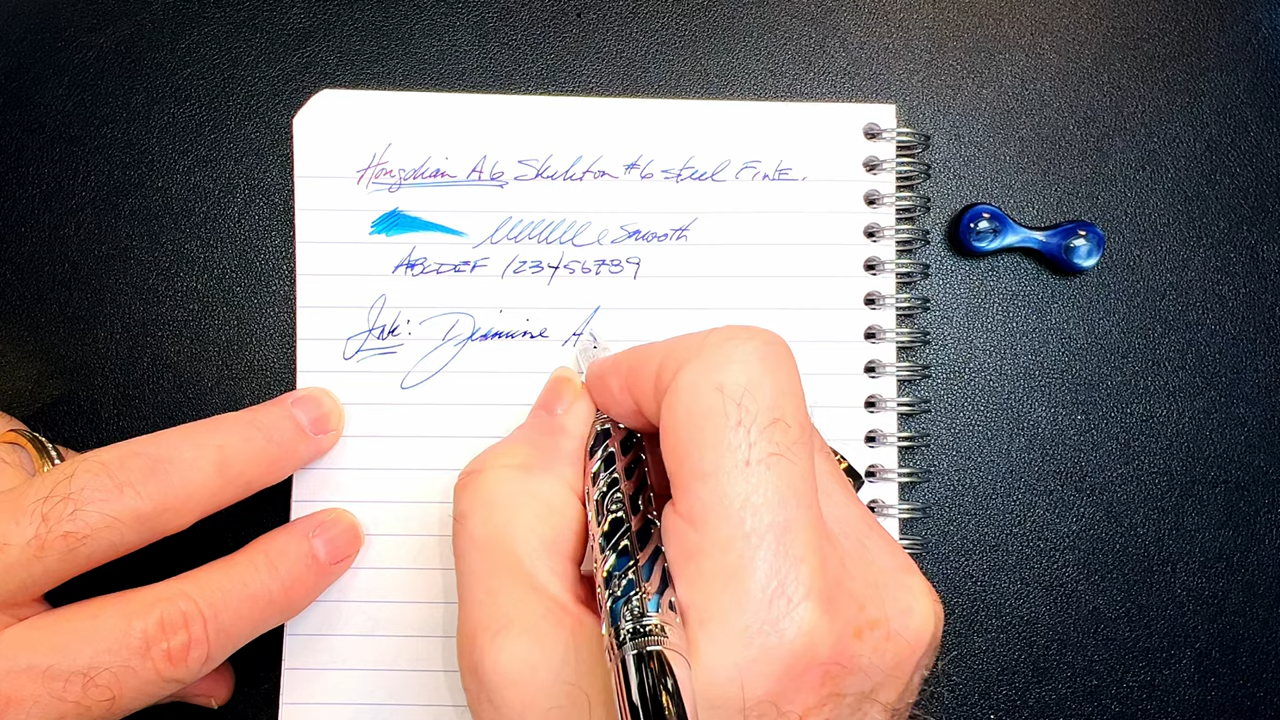 Hongdian A6 Skeleton #6 steel FINE.
Smooth
ABCDEF 123456789
Ink: Diamine A